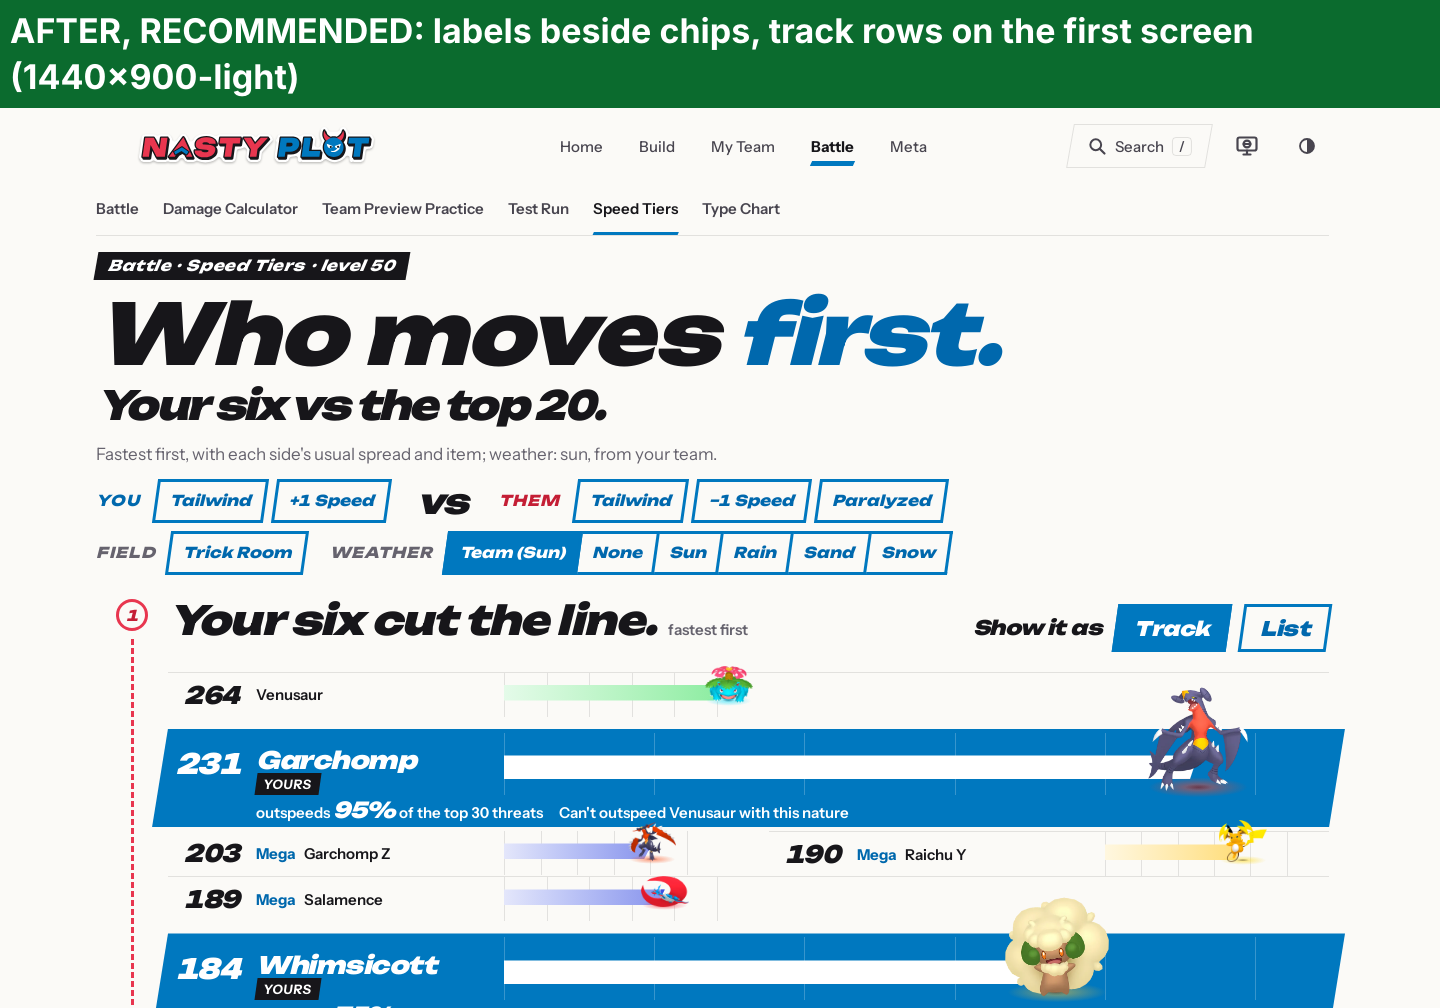 AFTER, RECOMMENDED: labels beside chips, track rows on the first screen
(1440×900-light)
NASTY PLOT
Home Build My Team Battle Meta
Search /
Battle Damage Calculator Team Preview Practice Test Run Speed Tiers Type Chart
Battle · Speed Tiers · level 50
Who moves first.
Your six vs the top 20.
Fastest first, with each side's usual spread and item; weather: sun, from your team.
YOU Tailwind +1 Speed VS THEM Tailwind −1 Speed Paralyzed
FIELD Trick Room WEATHER Team (Sun) None Sun Rain Sand Snow
1 Your six cut the line. fastest first Show it as Track List
264 Venusaur
231 Garchomp
YOURS
outspeeds 95% of the top 30 threats Can't outspeed Venusaur with this nature
203 Mega Garchomp Z 190 Mega Raichu Y
189 Mega Salamence
184 Whimsicott
YOURS